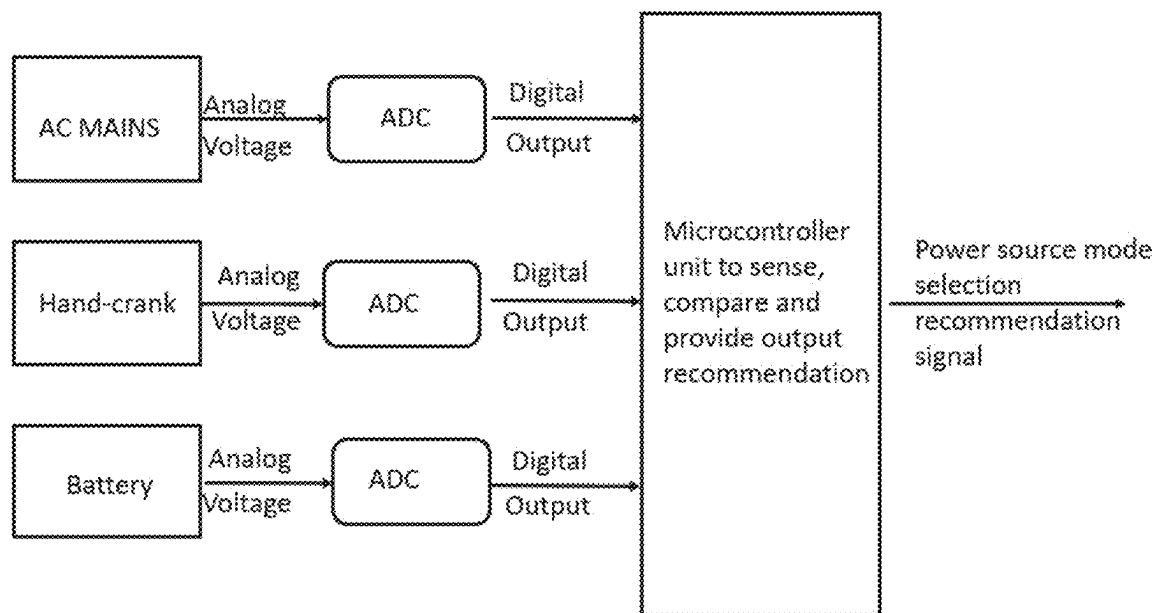 AC MAINS
Analog
Voltage
ADC
Digital
Output
Hand-crank
Analog
Voltage
ADC
Digital
Output
Battery
Analog
Voltage
ADC
Digital
Output
Microcontroller
unit to sense,
compare and
provide output
recommendation
Power source mode
selection
recommendation
signal